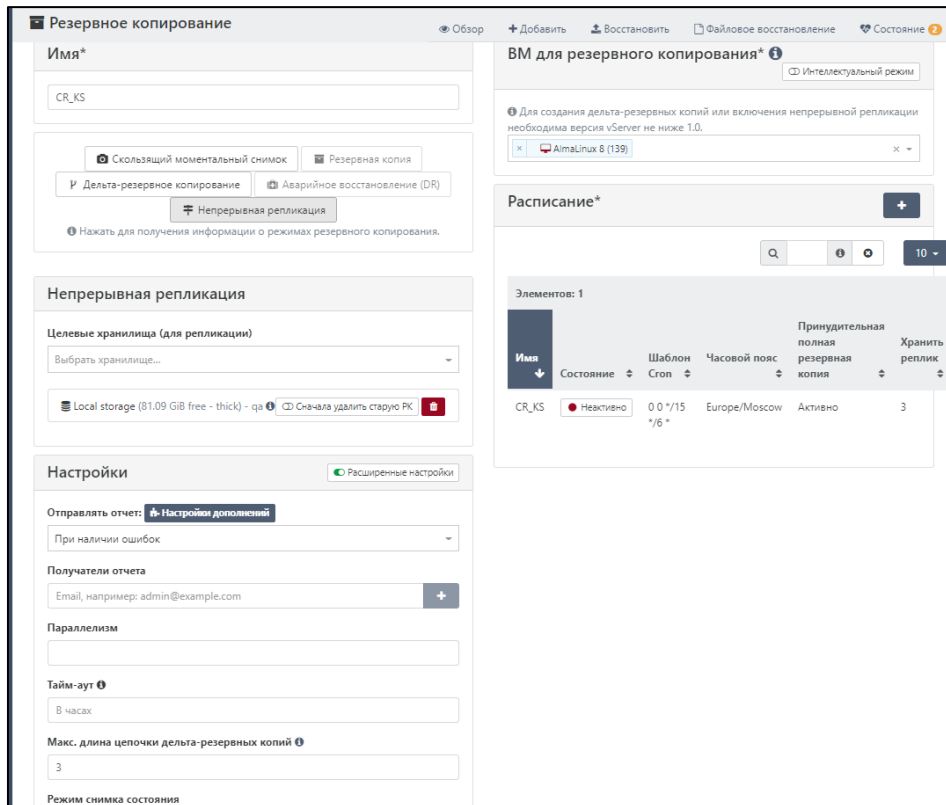 Резервное копирование
Обзор
Добавить
Восстановить
Файловое восстановление
Состояние 2
Имя*
CR_KS
Скользящий моментальный снимок
Резервная копия
Дельта-резервное копирование
Аварийное восстановление (DR)
Непрерывная репликация
Нажать для получения информации о режимах резервного копирования.
Непрерывная репликация
Целевые хранилища (для репликации)
Выбрать хранилище...
Local storage (81.09 GiB free - thick) - qa
Сначала удалить старую РК
Настройки
Расширенные настройки
Отправлять отчет:
Настройки дополнений
При наличии ошибок
Получатели отчета
Email, например: admin@example.com
Параллелизм
Тайм-аут
В часах
Макс. длина цепочки дельта-резервных копий
3
Режим снимка состояния
ВМ для резервного копирования*
Интеллектуальный режим
Для создания дельта-резервных копий или включения непрерывной репликации
необходима версия vServer не ниже 1.0.
AlmaLinux 8 (139)
Расписание*
10
Элементов: 1
Имя
Состояние
Шаблон
Cron
Часовой пояс
Принудительная
полная
резервная
копия
Хранить
реплик
CR_KS
Неактивно
0 0 */15
*/6 *
Europe/Moscow
Активно
3